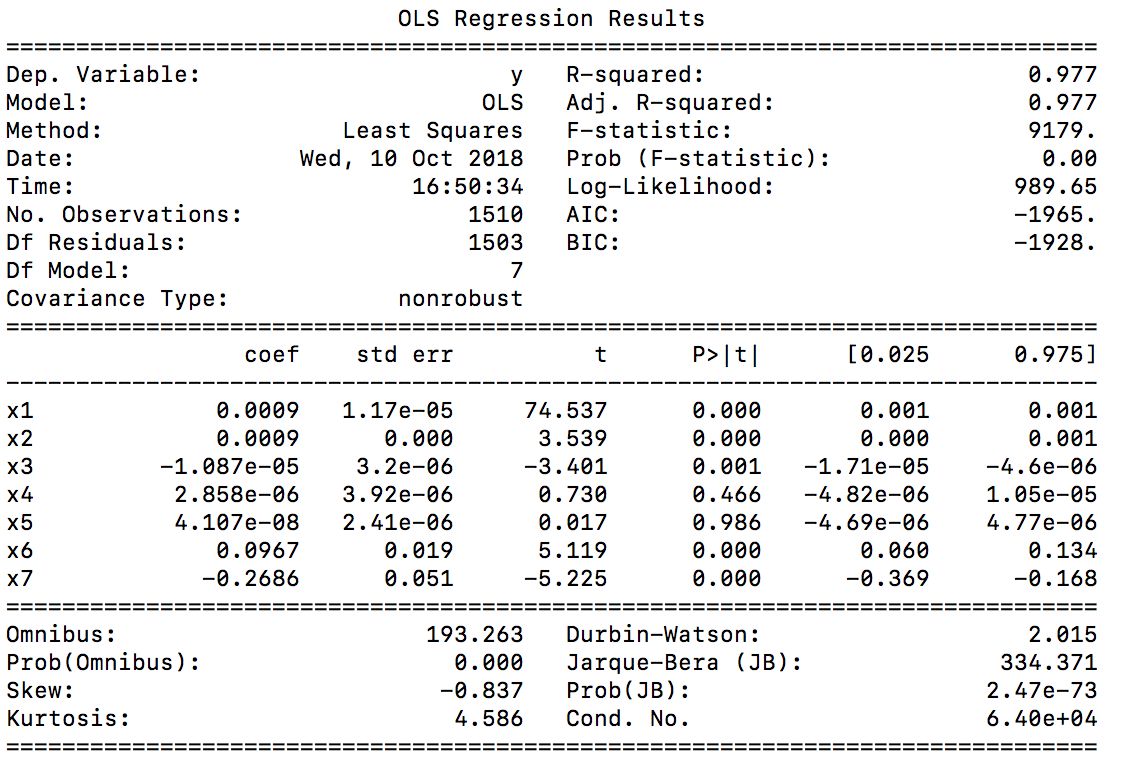 OLS Regression Results
==============================================================================
Dep. Variable:                      y   R-squared:                       0.977
Model:                            OLS   Adj. R-squared:                  0.977
Method:                 Least Squares   F-statistic:                     9179.
Date:                Wed, 10 Oct 2018   Prob (F-statistic):               0.00
Time:                        16:50:34   Log-Likelihood:                 989.65
No. Observations:                1510   AIC:                            -1965.
Df Residuals:                    1503   BIC:                            -1928.
Df Model:                           7
Covariance Type:            nonrobust
==============================================================================
                 coef    std err          t      P>|t|      [0.025      0.975]
------------------------------------------------------------------------------
x1             0.0009   1.17e-05     74.537      0.000       0.001       0.001
x2             0.0009      0.000      3.539      0.000       0.000       0.001
x3         -1.087e-05    3.2e-06     -3.401      0.001   -1.71e-05    -4.6e-06
x4          2.858e-06   3.92e-06      0.730      0.466   -4.82e-06    1.05e-05
x5          4.107e-08   2.41e-06      0.017      0.986   -4.69e-06    4.77e-06
x6             0.0967      0.019      5.119      0.000       0.060       0.134
x7            -0.2686      0.051     -5.225      0.000      -0.369      -0.168
==============================================================================
Omnibus:                      193.263   Durbin-Watson:                   2.015
Prob(Omnibus):                  0.000   Jarque-Bera (JB):              334.371
Skew:                          -0.837   Prob(JB):                     2.47e-73
Kurtosis:                       4.586   Cond. No.                     6.40e+04
==============================================================================